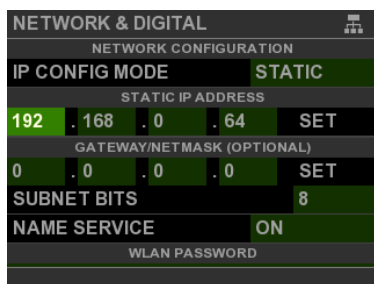 NETWORK & DIGITAL
NETWORK CONFIGURATION
IP CONFIG MODE STATIC
STATIC IP ADDRESS
192 . 168 . 0 . 64 SET
GATEWAY/NETMASK (OPTIONAL)
0 . 0 . 0 . 0 SET
SUBNET BITS 8
NAME SERVICE ON
WLAN PASSWORD